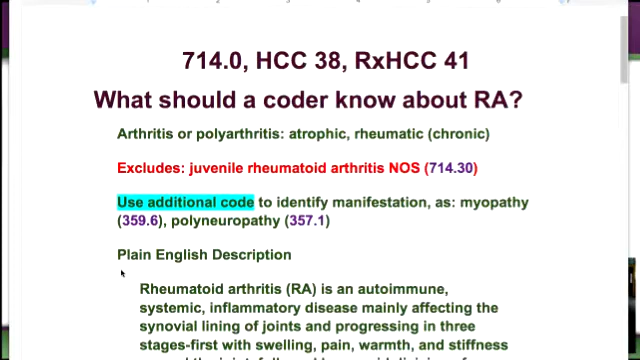 714.0, HCC 38, RxHCC 41
What should a coder know about RA?
Arthritis or polyarthritis: atrophic, rheumatic (chronic)
Excludes: juvenile rheumatoid arthritis NOS (714.30)
Use additional code to identify manifestation, as: myopathy
(359.6), polyneuropathy (357.1)
Plain English Description
Rheumatoid arthritis (RA) is an autoimmune,
systemic, inflammatory disease mainly affecting the
synovial lining of joints and progressing in three
stages-first with swelling, pain, warmth, and stiffness